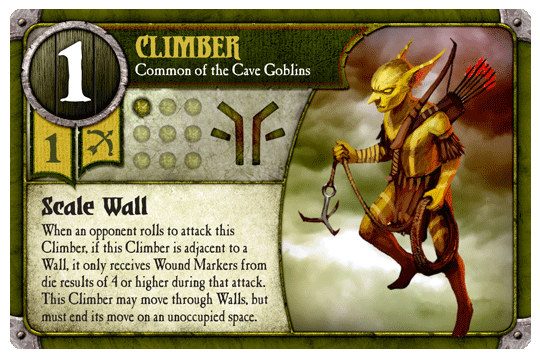 1
CLIMBER
Common of the Cave Goblins
1
Scale Wall
When an opponent rolls to attack this
Climber, if this Climber is adjacent to a
Wall, it only receives Wound Markers from
die results of 4 or higher during that attack.
This Climber may move through Walls, but
must end its move on an unoccupied space.